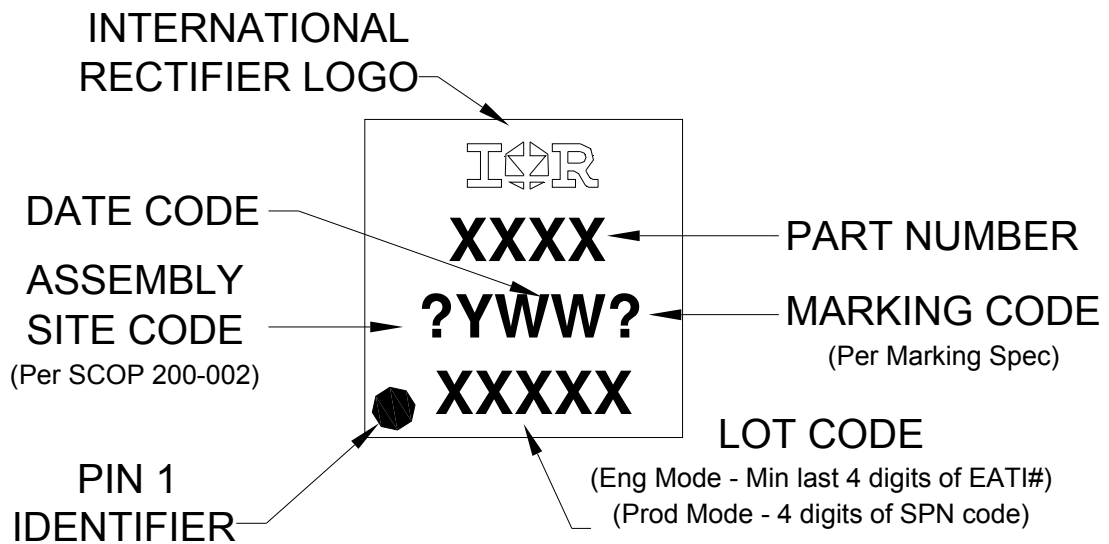 INTERNATIONAL
RECTIFIER LOGO
IOR
DATE CODE
XXXX
PART NUMBER
ASSEMBLY
SITE CODE
(Per SCOP 200-002)
?YWW?
MARKING CODE
(Per Marking Spec)
XXXXX
LOT CODE
(Eng Mode - Min last 4 digits of EATI#)
(Prod Mode - 4 digits of SPN code)
PIN 1
IDENTIFIER